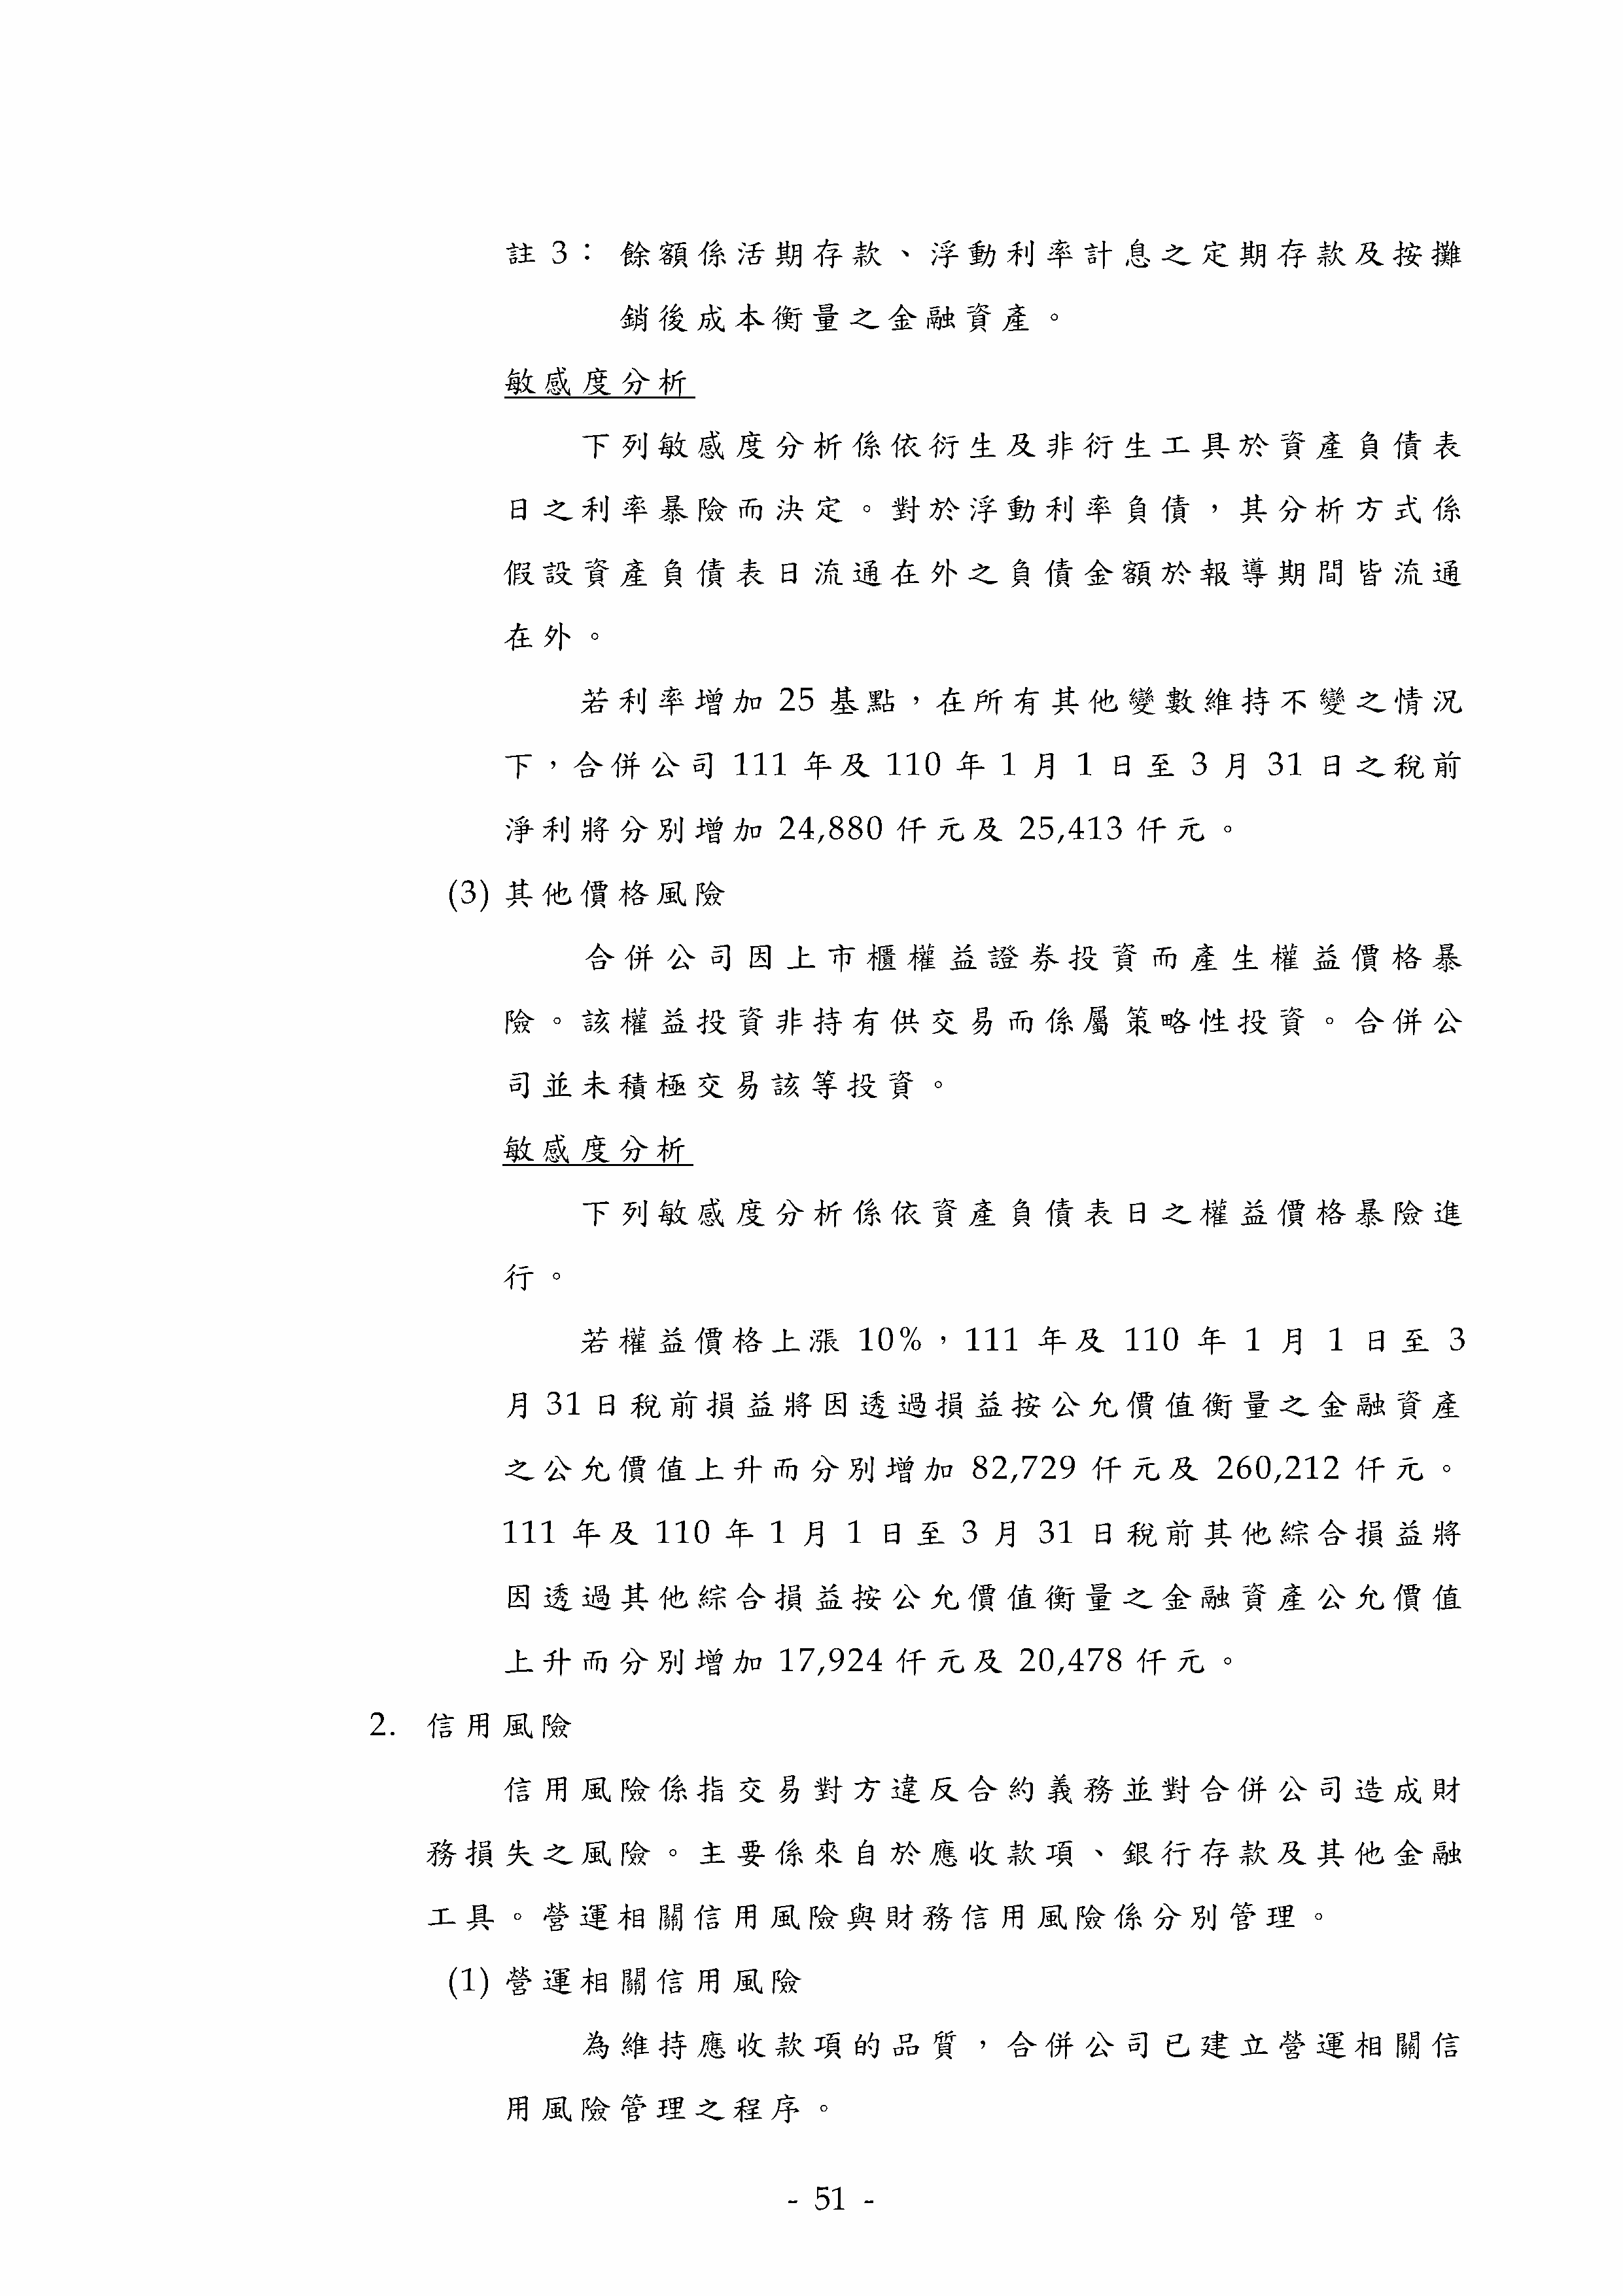 註 3： 餘額係活期存款、浮動利率計息之定期存款及按攤
銷後成本衡量之金融資產。
敏感度分析
下列敏感度分析係依衍生及非衍生工具於資產負債表
日之利率暴險而決定。對於浮動利率負債，其分析方式係
假設資產負債表日流通在外之負債金額於報導期間皆流通
在外。
若利率增加 25 基點，在所有其他變數維持不變之情況
下，合併公司 111 年及 110 年 1 月 1 日至 3 月 31 日之稅前
淨利將分別增加 24,880 仟元及 25,413 仟元。
(3) 其他價格風險
合併公司因上市櫃權益證券投資而產生權益價格暴
險。該權益投資非持有供交易而係屬策略性投資。合併公
司並未積極交易該等投資。
敏感度分析
下列敏感度分析係依資產負債表日之權益價格暴險進
行。
若權益價格上漲 10%，111 年及 110 年 1 月 1 日至 3
月 31 日稅前損益將因透過損益按公允價值衡量之金融資產
之公允價值上升而分別增加 82,729 仟元及 260,212 仟元。
111 年及 110 年 1 月 1 日至 3 月 31 日稅前其他綜合損益將
因透過其他綜合損益按公允價值衡量之金融資產公允價值
上升而分別增加 17,924 仟元及 20,478 仟元。
2. 信用風險
信用風險係指交易對方違反合約義務並對合併公司造成財
務損失之風險。主要係來自於應收款項、銀行存款及其他金融
工具。營運相關信用風險與財務信用風險係分別管理。
(1) 營運相關信用風險
為維持應收款項的品質，合併公司已建立營運相關信
用風險管理之程序。
- 51 -